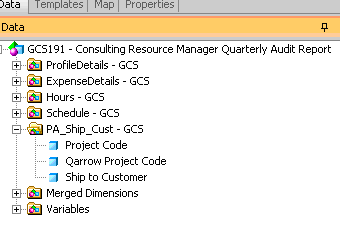 Data Templates Map Properties
Data
GCS191 - Consulting Resource Manager Quarterly Audit Report
ProfileDetails - GCS
ExpenseDetails - GCS
Hours - GCS
Schedule - GCS
PA_Ship_Cust - GCS
Project Code
Qarrow Project Code
Ship to Customer
Merged Dimensions
Variables